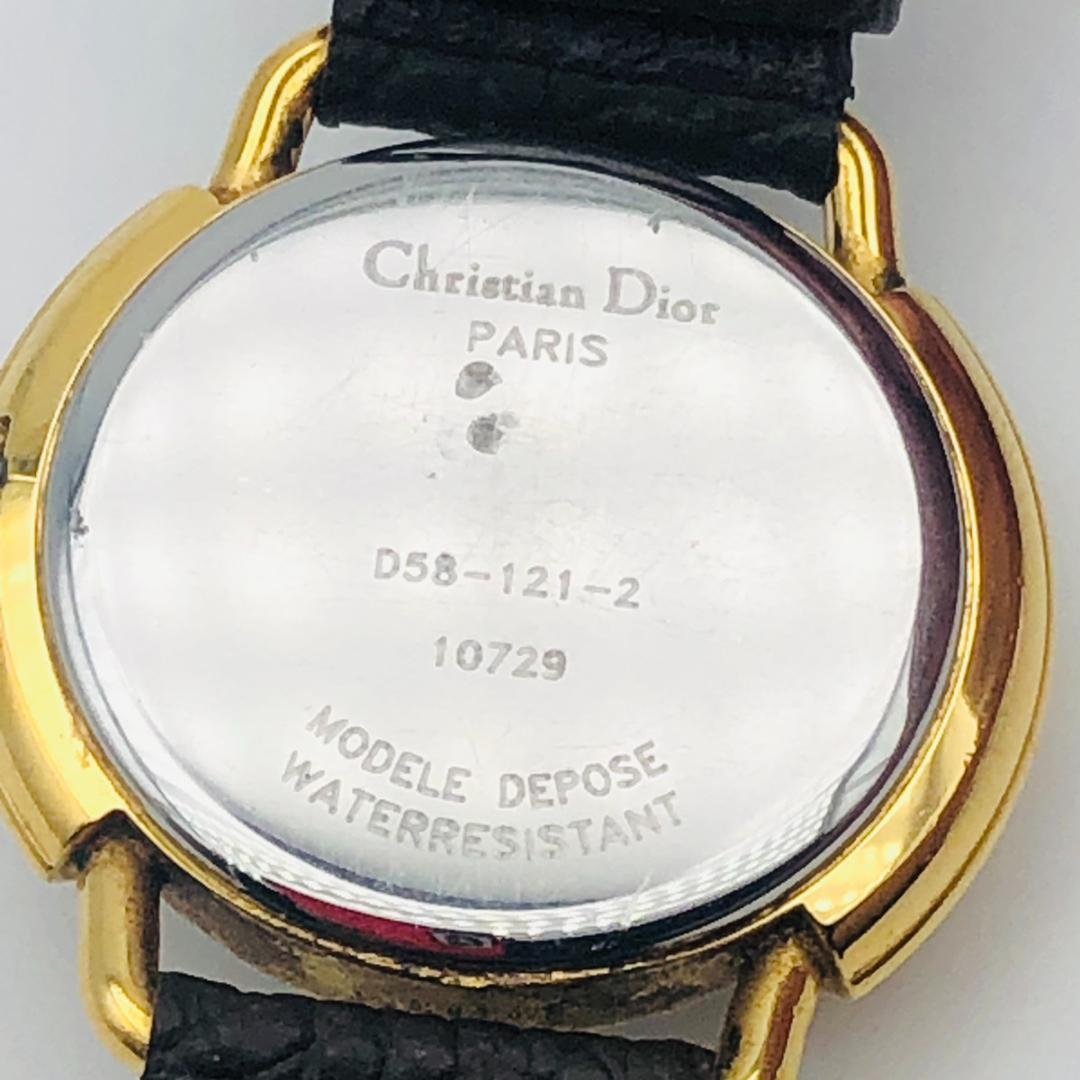 Christian Dior
PARIS
D58-121-2
10729
MODELE DEPOSE
WATERRESISTANT